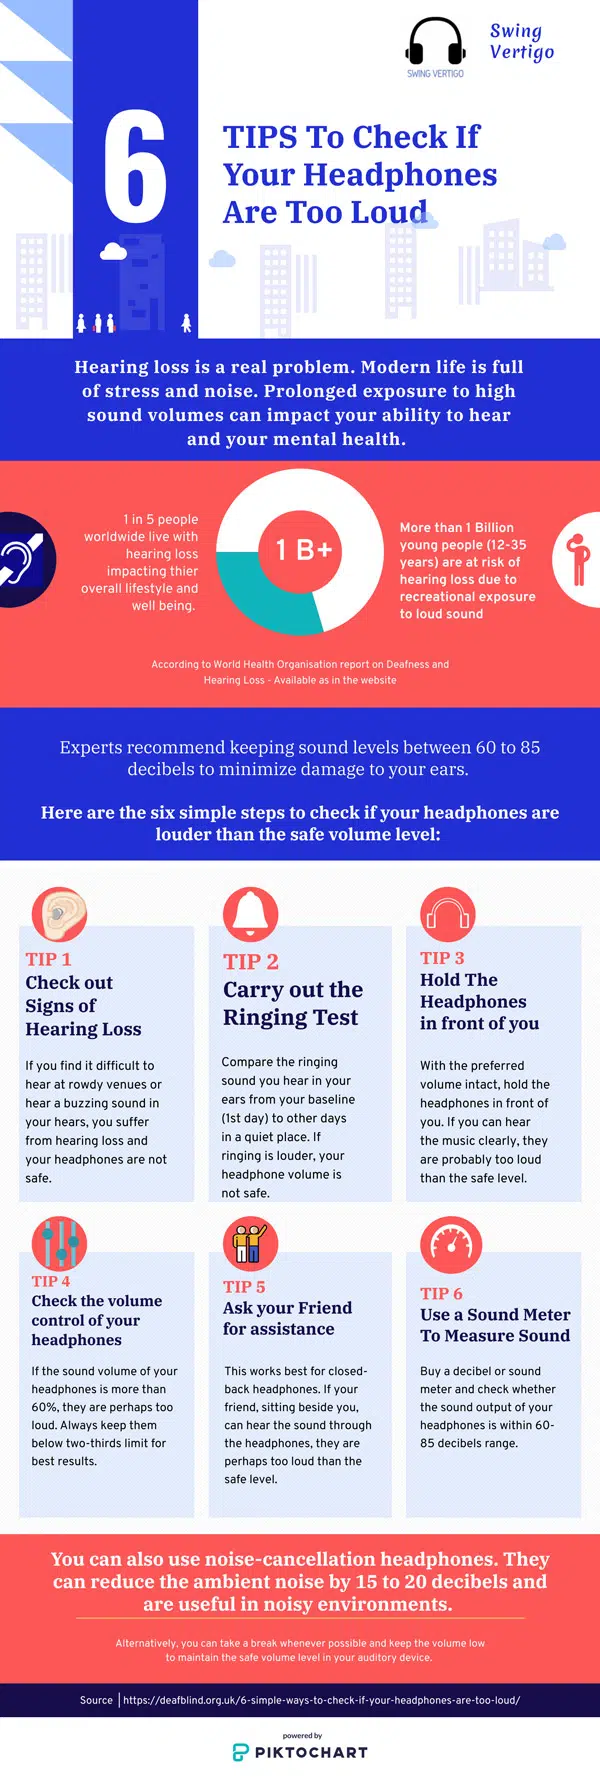 Swing
Vertigo
SWING VERTIGO
6
TIPS To Check If
Your Headphones
Are Too Loud
Hearing loss is a real problem. Modern life is full
of stress and noise. Prolonged exposure to high
sound volumes can impact your ability to hear
and your mental health.
1 in 5 people
worldwide live with
hearing loss
impacting thier
overall lifestyle and
well being.
1 B+
More than 1 Billion
young people (12-35
years) are at risk of
hearing loss due to
recreational exposure
to loud sound
According to World Health Organisation report on Deafness and
Hearing Loss - Available as in the website
Experts recommend keeping sound levels between 60 to 85
decibels to minimize damage to your ears.
Here are the six simple steps to check if your headphones are
louder than the safe volume level:
TIP 1
Check out
Signs of
Hearing Loss
If you find it difficult to
hear at rowdy venues or
hear a buzzing sound in
your hears, you suffer
from hearing loss and
your headphones are not
safe.
TIP 2
Carry out the
Ringing Test
Compare the ringing
sound you hear in your
ears from your baseline
(1st day) to other days
in a quiet place. If
ringing is louder, your
headphone volume is
not safe.
TIP 3
Hold The
Headphones
in front of you
With the preferred
volume intact, hold the
headphones in front of
you. If you can hear
the music clearly, they
are probably too loud
than the safe level.
TIP 4
Check the volume
control of your
headphones
If the sound volume of your
headphones is more than
60%, they are perhaps too
loud. Always keep them
below two-thirds limit for
best results.
TIP 5
Ask your Friend
for assistance
This works best for closed-
back headphones. If your
friend, sitting beside you,
can hear the sound through
the headphones, they are
perhaps too loud than the
safe level.
TIP 6
Use a Sound Meter
To Measure Sound
Buy a decibel or sound
meter and check whether
the sound output of your
headphones is within 60-
85 decibels range.
You can also use noise-cancellation headphones. They
can reduce the ambient noise by 15 to 20 decibels and
are useful in noisy environments.
Alternatively, you can take a break whenever possible and keep the volume low
to maintain the safe volume level in your auditory device.
Source | https://deafblind.org.uk/6-simple-ways-to-check-if-your-headphones-are-too-loud/
powered by
PIKTOCHART